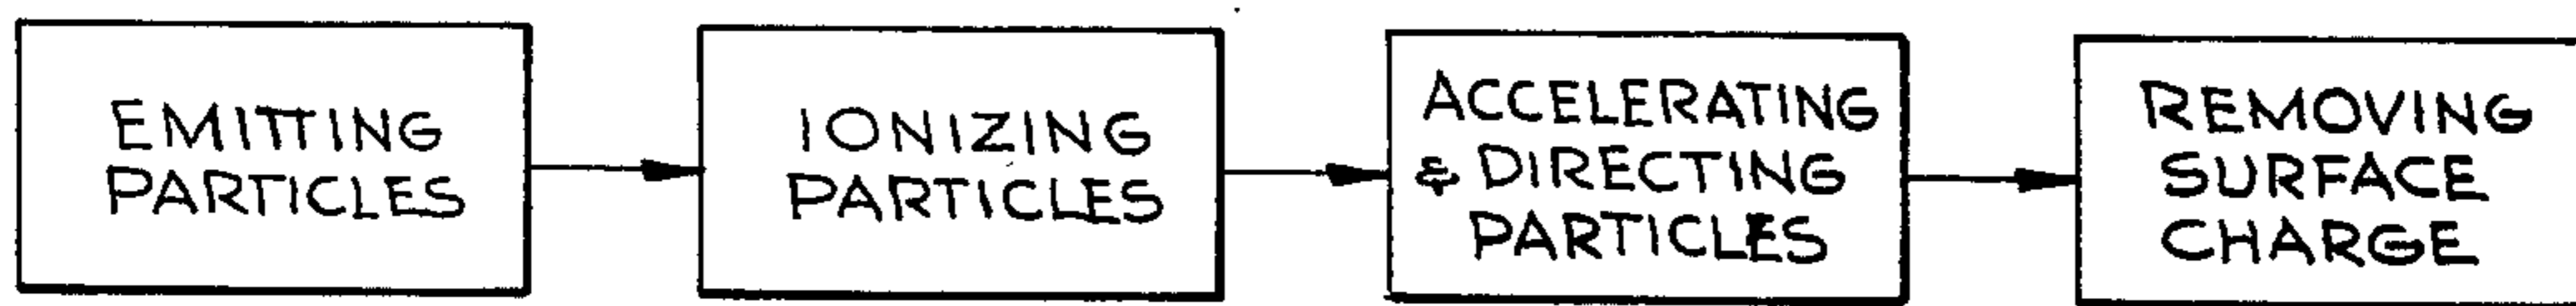 EMITTING
PARTICLES
IONIZING
PARTICLES
ACCELERATING
& DIRECTING
PARTICLES
REMOVING
SURFACE
CHARGE